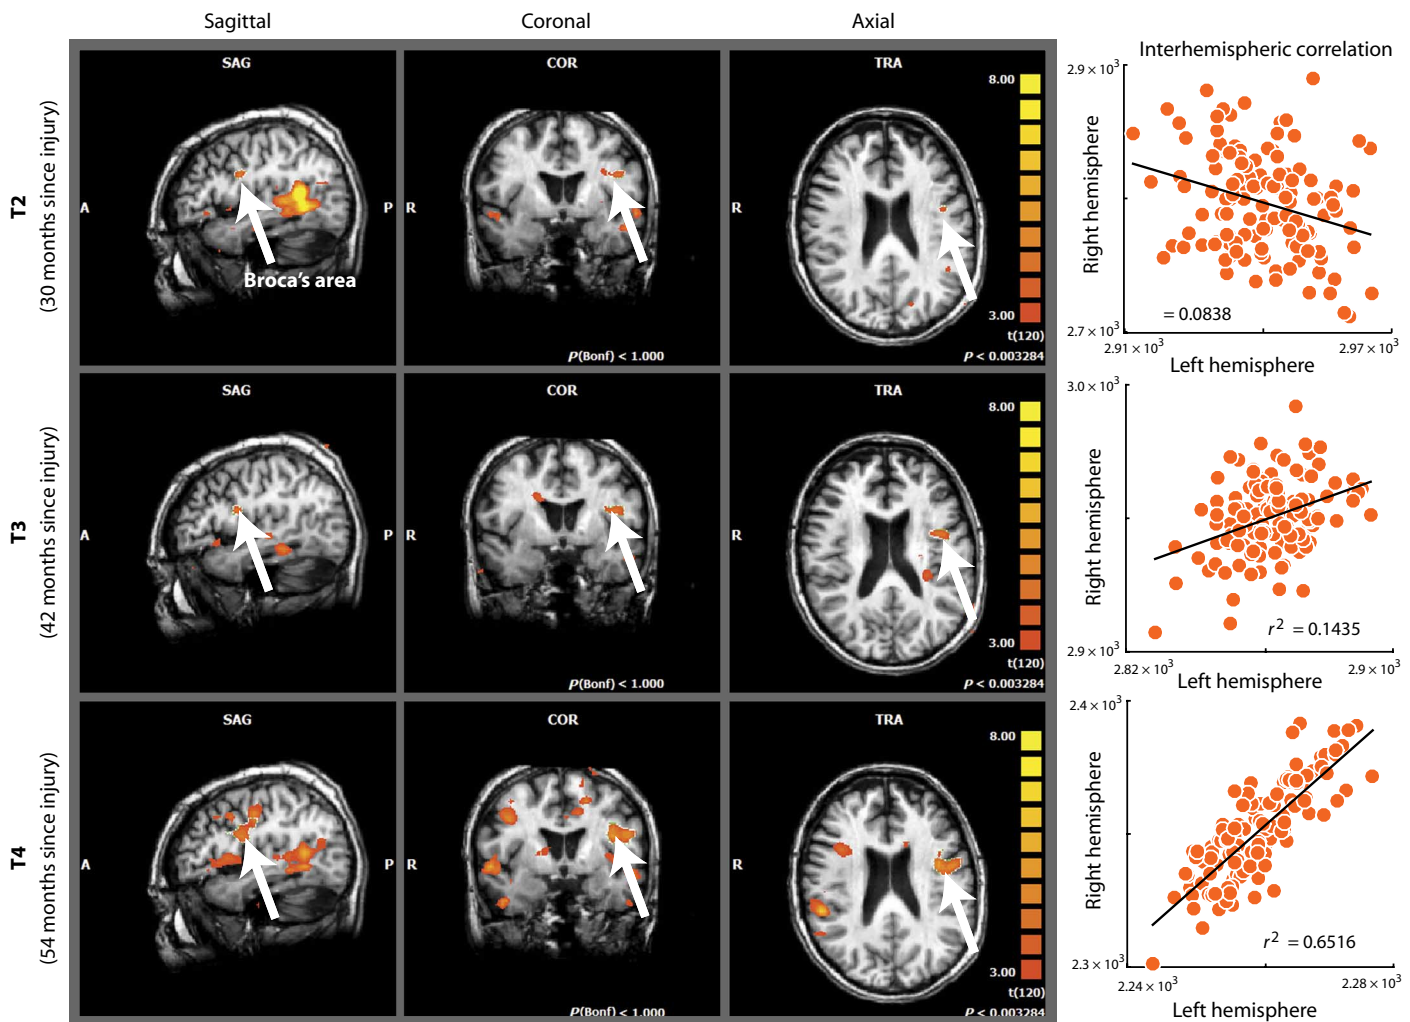 Sagittal
Coronal
Axial
Interhemispheric correlation
T2
(30 months since injury)
SAG
A
P
Broca's area
COR
R
P(Bonf) < 1.000
TRA
R
8.00
3.00
t(120)
P < 0.003284
2.9 × 10³
Right hemisphere
2.7 × 10³
= 0.0838
2.91 × 10³
2.97 × 10³
Left hemisphere
T3
(42 months since injury)
SAG
A
P
COR
R
P(Bonf) < 1.000
TRA
R
8.00
3.00
t(120)
P < 0.003284
3.0 × 10³
Right hemisphere
2.9 × 10³
r² = 0.1435
2.82 × 10³
2.9 × 10³
Left hemisphere
T4
(54 months since injury)
SAG
A
P
COR
R
P(Bonf) < 1.000
TRA
R
8.00
3.00
t(120)
P < 0.003284
2.4 × 10³
Right hemisphere
2.3 × 10³
r² = 0.6516
2.24 × 10³
2.28 × 10³
Left hemisphere